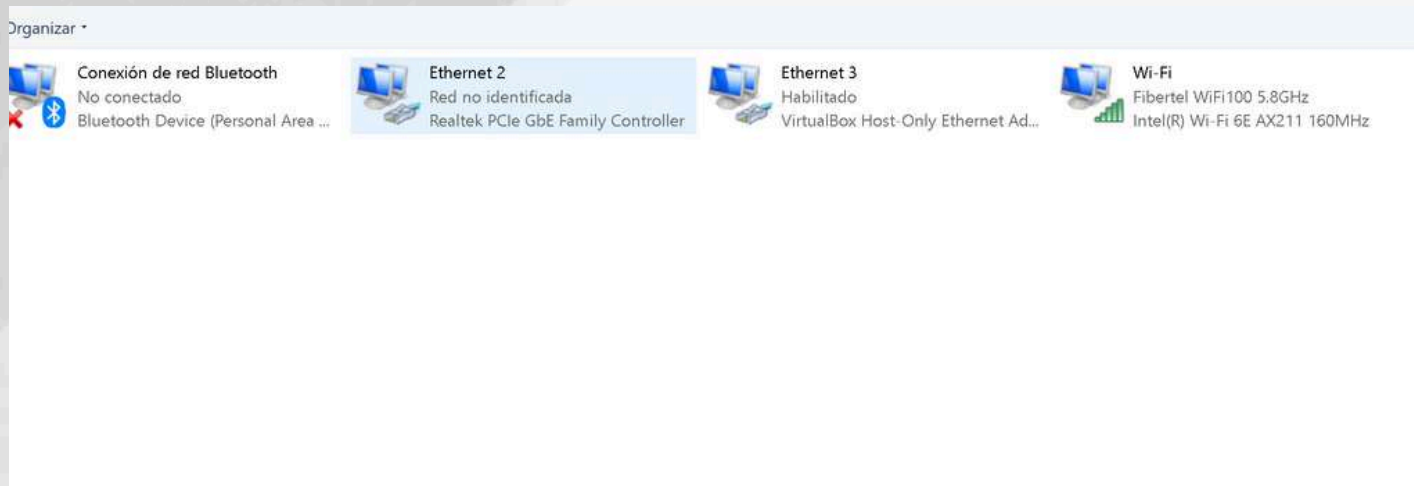 Organizar
Conexión de red Bluetooth
No conectado
Bluetooth Device (Personal Area ...
Ethernet 2
Red no identificada
Realtek PCIe GbE Family Controller
Ethernet 3
Habilitado
VirtualBox Host-Only Ethernet Ad...
Wi-Fi
Fibertel WiFi100 5.8GHz
Intel(R) Wi-Fi 6E AX211 160MHz